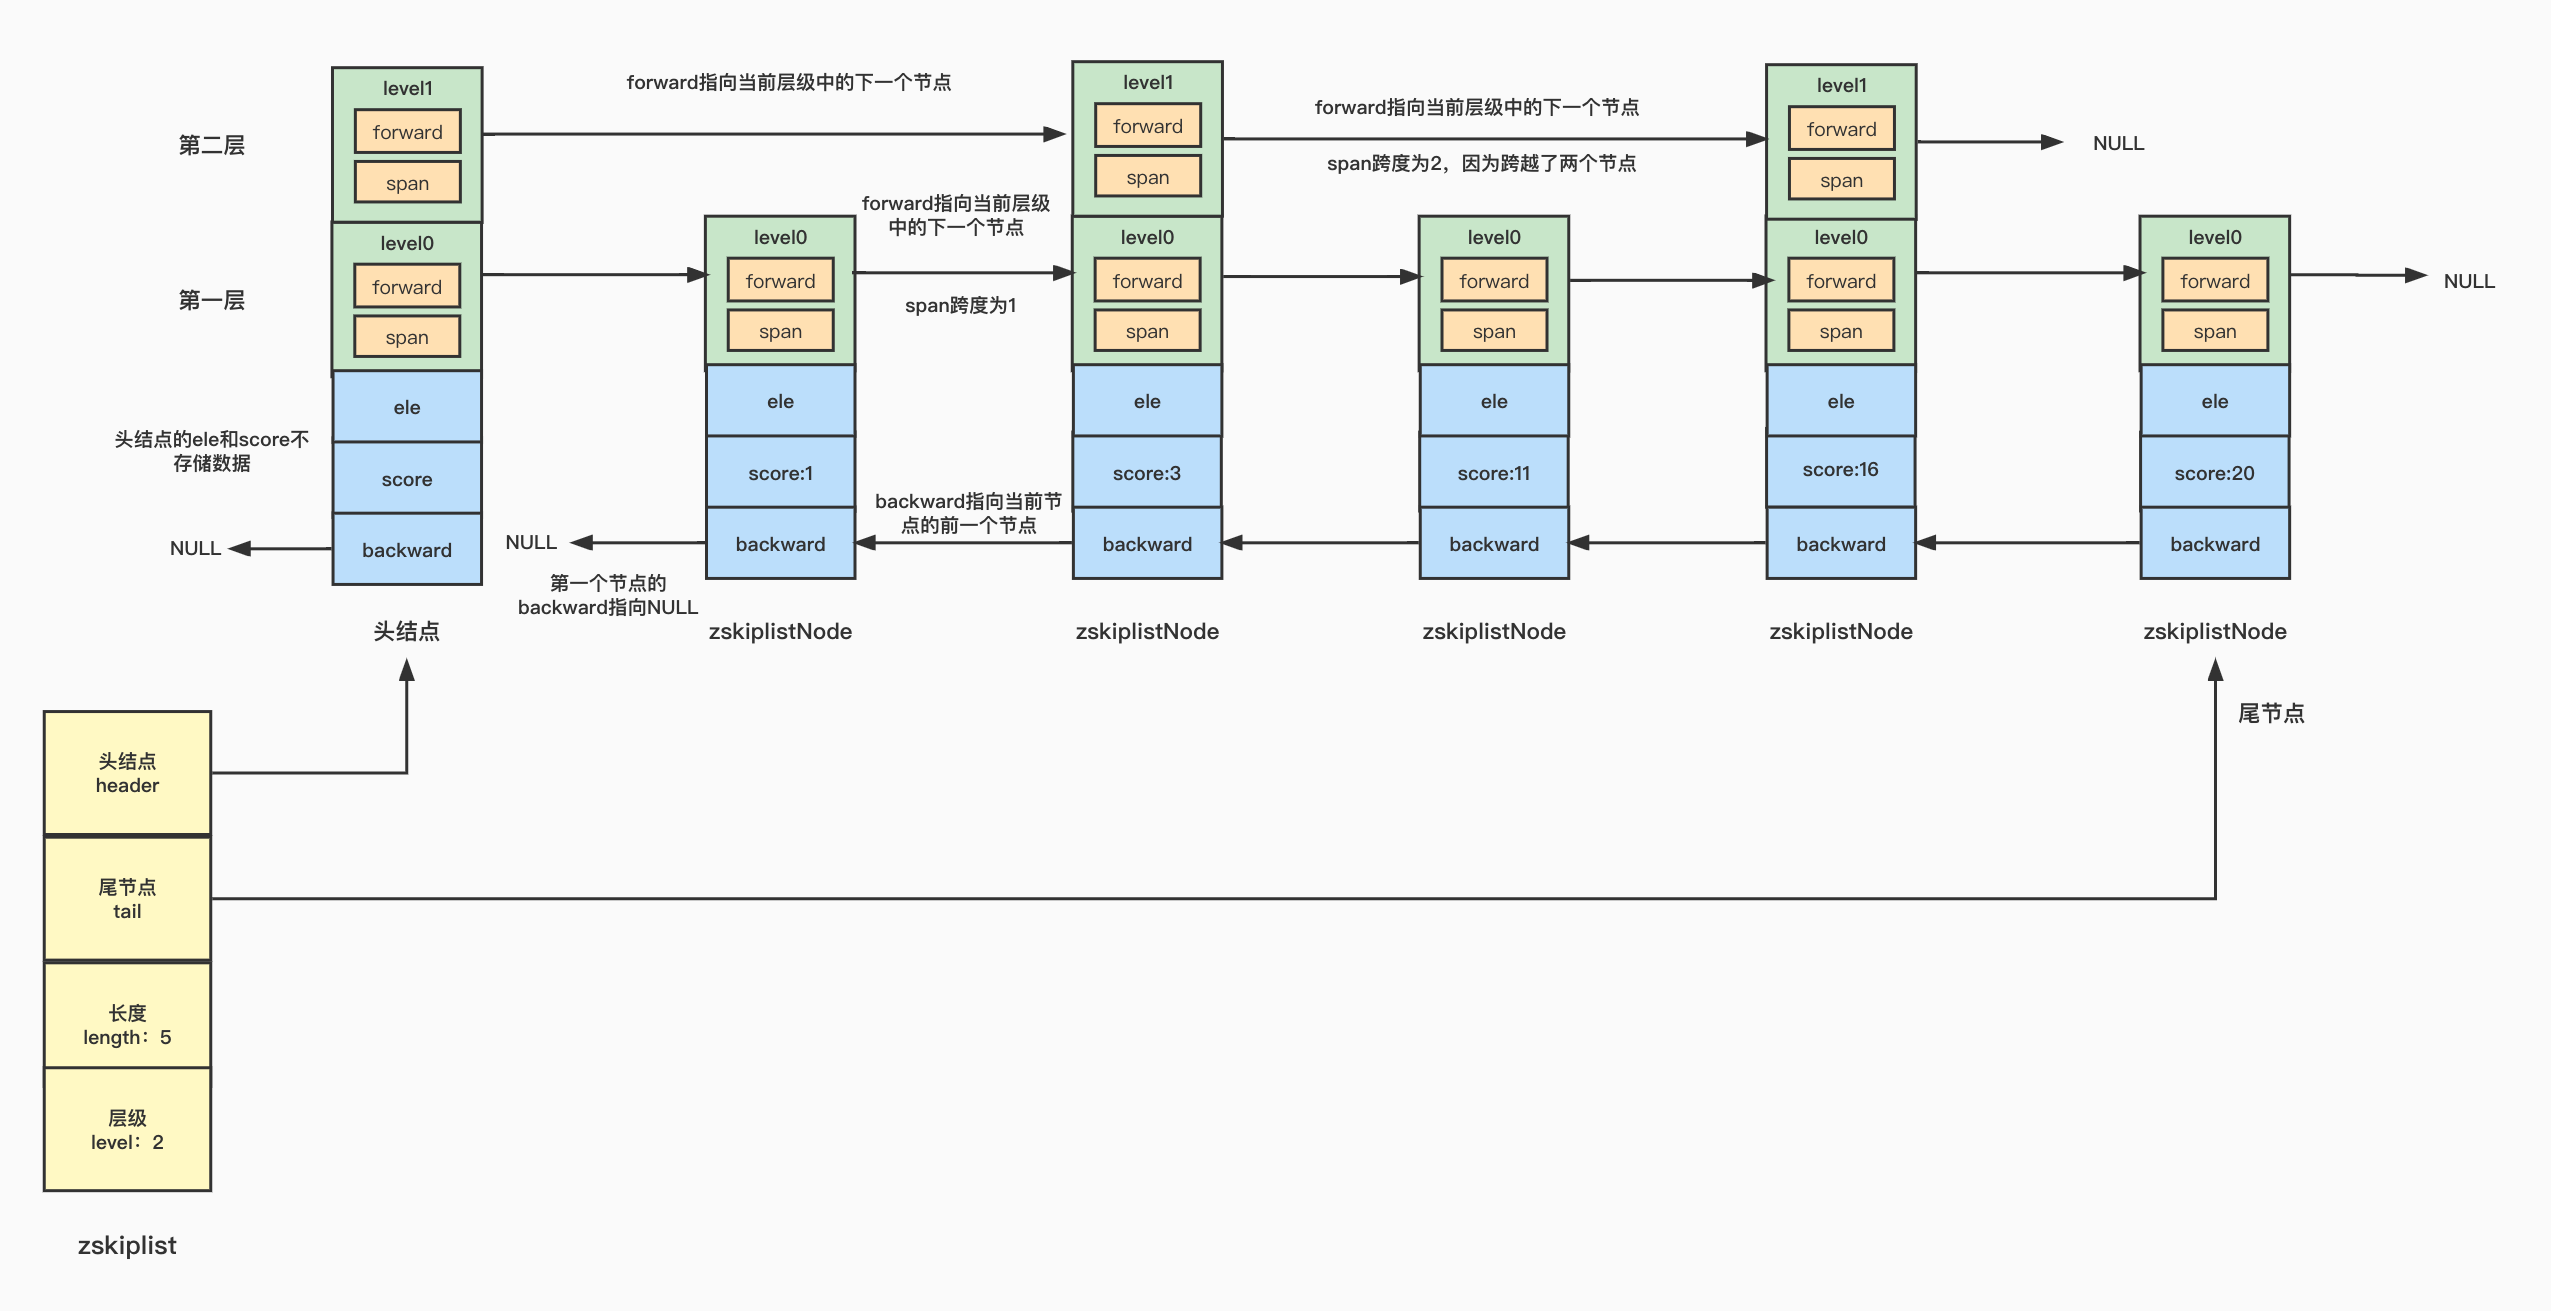 第二层
level1
forward
span
forward指向当前层级中的下一个节点
level1
forward
span
forward指向当前层级中的下一个节点
span跨度为2，因为跨越了两个节点
level1
forward
span
NULL
第一层
level0
forward
span
level0
forward
span
forward指向当前层级
中的下一个节点
span跨度为1
level0
forward
span
level0
forward
span
level0
forward
span
level0
forward
span
NULL
头结点的ele和score不
存储数据
ele
score
backward
NULL
ele
score:1
backward
NULL
第一个节点的
backward指向NULL
backward指向当前节
点的前一个节点
ele
score:3
backward
ele
score:11
backward
ele
score:16
backward
ele
score:20
backward
头结点
zskiplistNode
zskiplistNode
zskiplistNode
zskiplistNode
zskiplistNode
尾节点
头结点
header
尾节点
tail
长度
length：5
层级
level：2
zskiplist